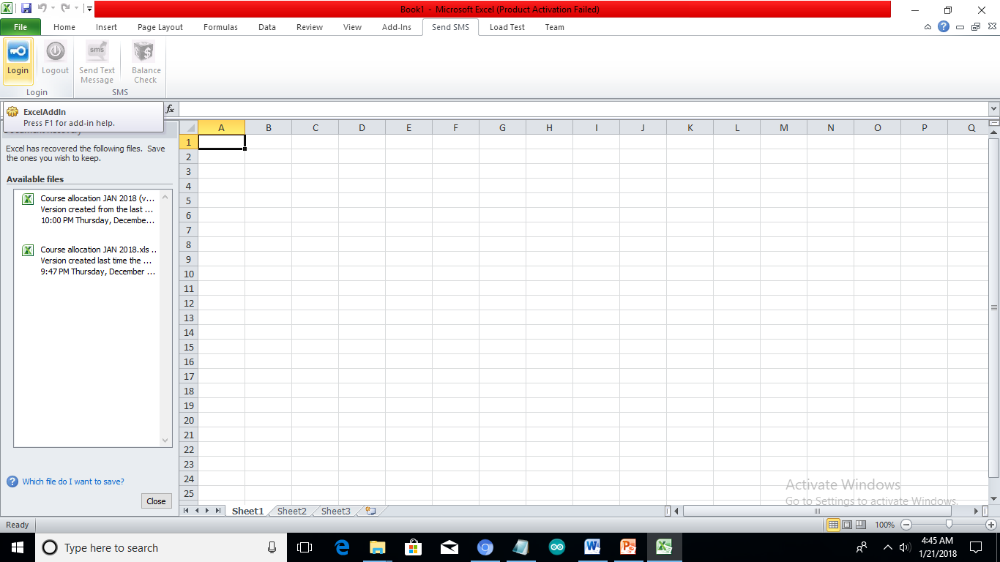 Book1 - Microsoft Excel (Product Activation Failed)
File Home Insert Page Layout Formulas Data Review View Add-Ins Send SMS Load Test Team
Login Logout Send Text Message Balance Check
Login SMS
ExcelAddIn
Press F1 for add-in help.
fx
Excel has recovered the following files. Save
the ones you wish to keep.
Available files
Course allocation JAN 2018 (v...
Version created from the last ...
10:00 PM Thursday, Decembe...
Course allocation JAN 2018.xls ..
Version created last time the ...
9:47 PM Thursday, December ...
Which file do I want to save?
Close
A B C D E F G H I J K L M N O P Q
1
2
3
4
5
6
7
8
9
10
11
12
13
14
15
16
17
18
19
20
21
22
23
24
25
Activate Windows
Go to Settings to activate Windows.
Sheet1 Sheet2 Sheet3
Ready 100%
Type here to search
4:45 AM
1/21/2018